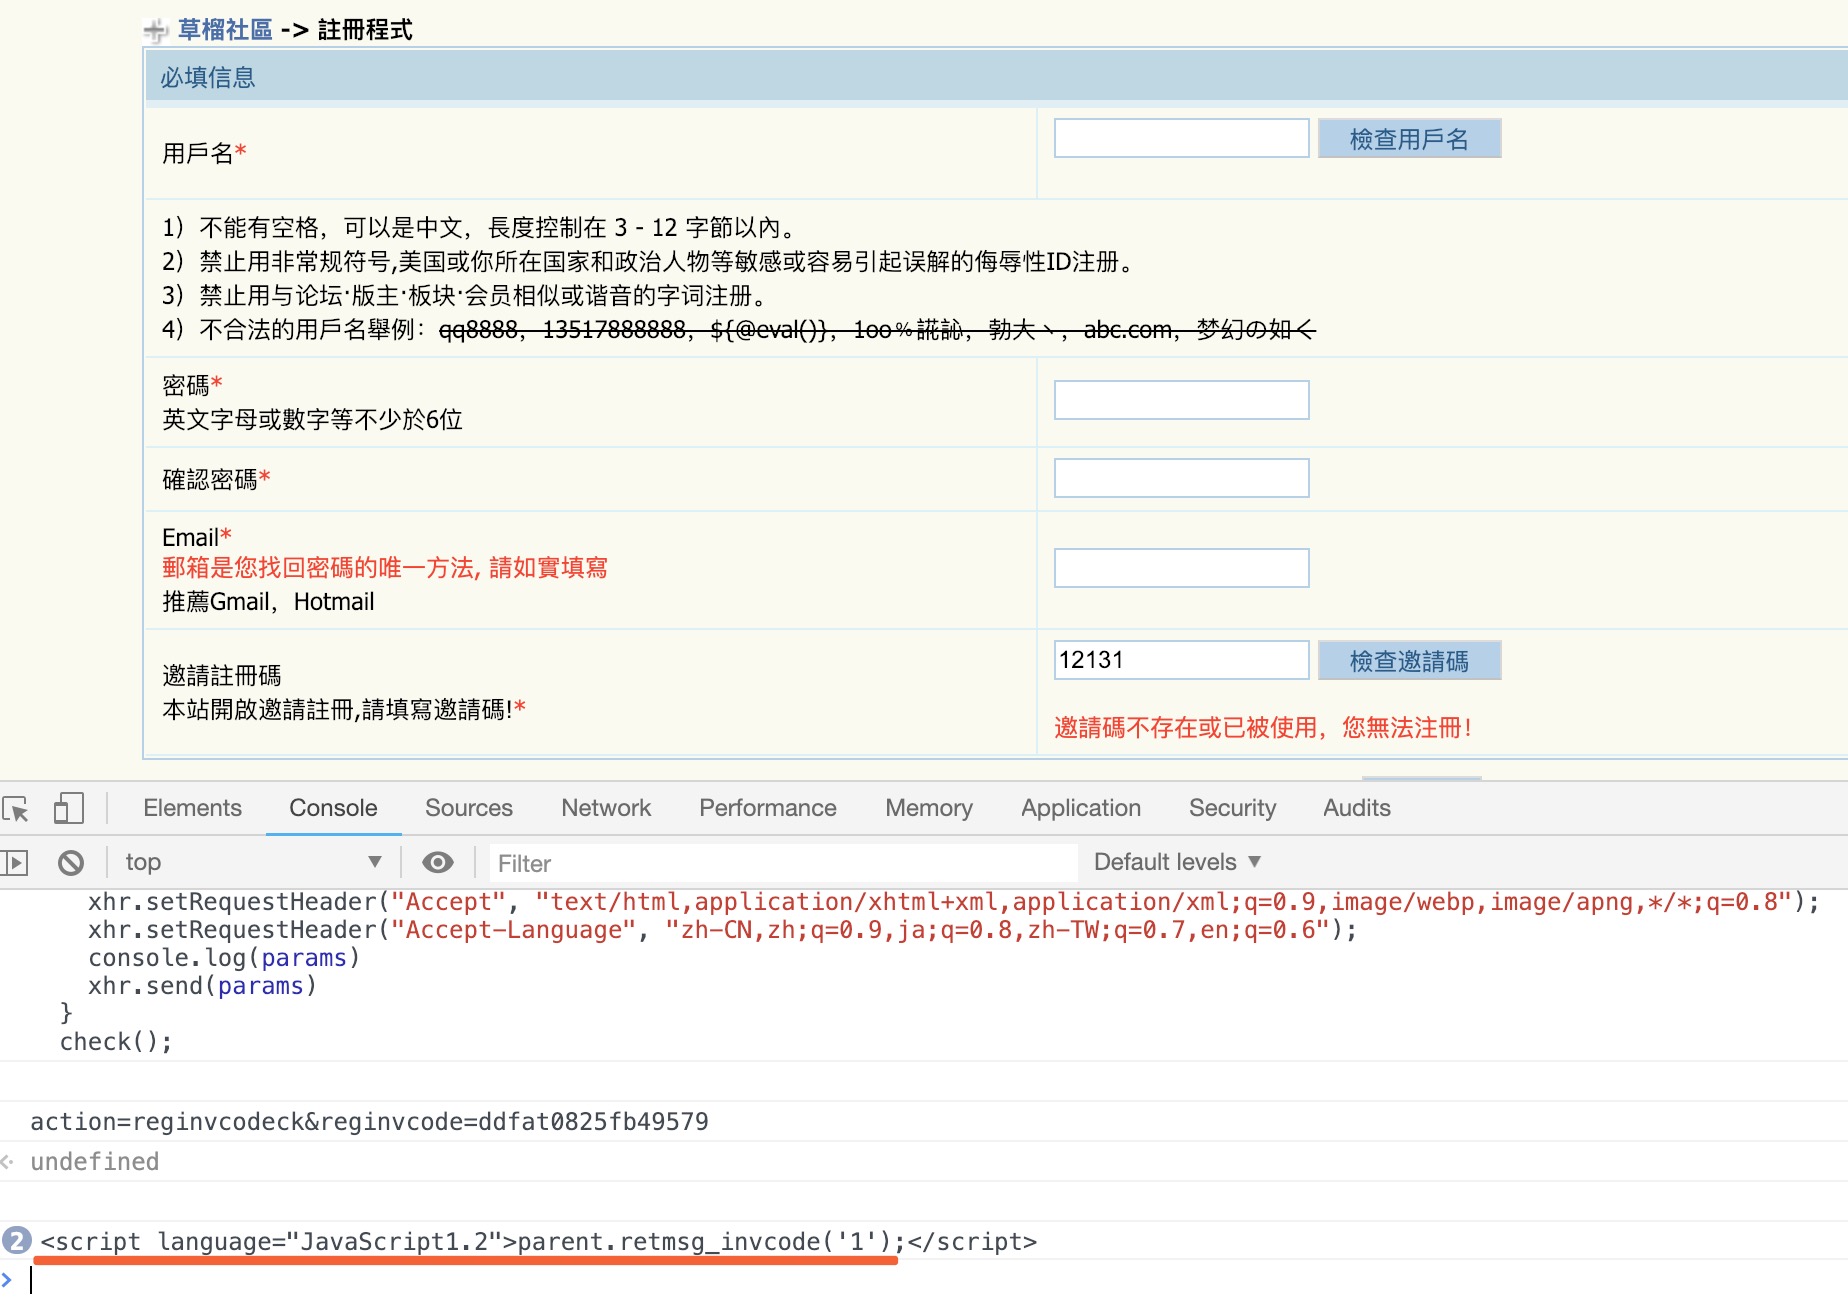 草榴社區 -> 註冊程式
必填信息
用戶名*
檢查用戶名
1）不能有空格，可以是中文，長度控制在 3 - 12 字節以內。
2）禁止用非常规符号,美国或你所在国家和政治人物等敏感或容易引起误解的侮辱性ID注册。
3）禁止用与论坛·版主·板块·会员相似或谐音的字词注册。
4）不合法的用戶名舉例：qq8888，13517888888，${@eval()}，1oo﹪誮訫，勃大丶，abc.com，梦幻の如く
密碼*
英文字母或數字等不少於6位
確認密碼*
Email*
郵箱是您找回密碼的唯一方法, 請如實填寫
推薦Gmail，Hotmail
邀請註冊碼
本站開啟邀請註冊,請填寫邀請碼!*
12131 檢查邀請碼
邀請碼不存在或已被使用，您無法注冊!
Elements Console Sources Network Performance Memory Application Security Audits
top Filter Default levels
xhr.setRequestHeader("Accept", "text/html,application/xhtml+xml,application/xml;q=0.9,image/webp,image/apng,*/*;q=0.8");
xhr.setRequestHeader("Accept-Language", "zh-CN,zh;q=0.9,ja;q=0.8,zh-TW;q=0.7,en;q=0.6");
console.log(params)
xhr.send(params)
}
check();
action=reginvcodeck&reginvcode=ddfat0825fb49579
undefined
2 <script language="JavaScript1.2">parent.retmsg_invcode('1');</script>